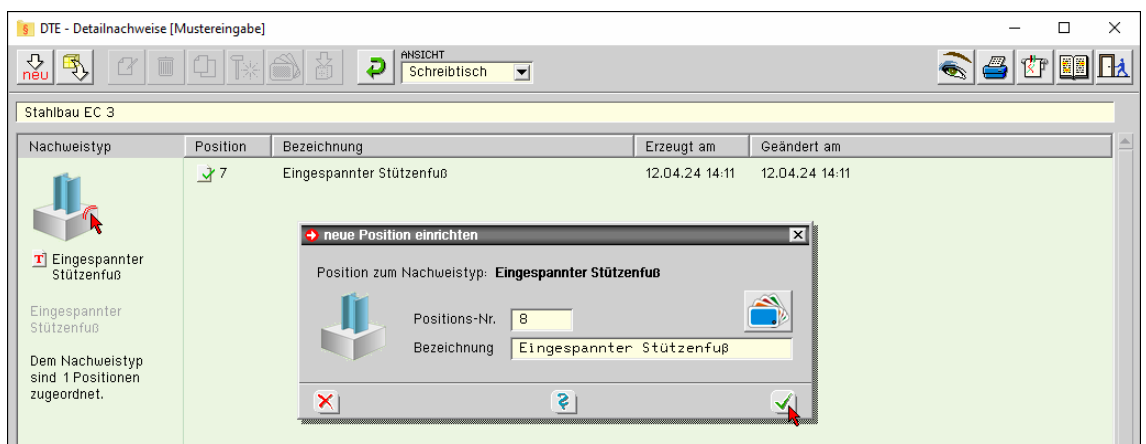 DTE - Detailnachweise [Mustereingabe]
neu
ANSICHT
Schreibtisch
Stahlbau EC 3
Nachweistyp Position Bezeichnung Erzeugt am Geändert am
7 Eingespannter Stützenfuß 12.04.24 14:11 12.04.24 14:11
T Eingespannter
Stützenfuß
Eingespannter
Stützenfuß
Dem Nachweistyp
sind 1 Positionen
zugeordnet.
neue Position einrichten
Position zum Nachweistyp: Eingespannter Stützenfuß
Positions-Nr. 8
Bezeichnung Eingespannter Stützenfuß